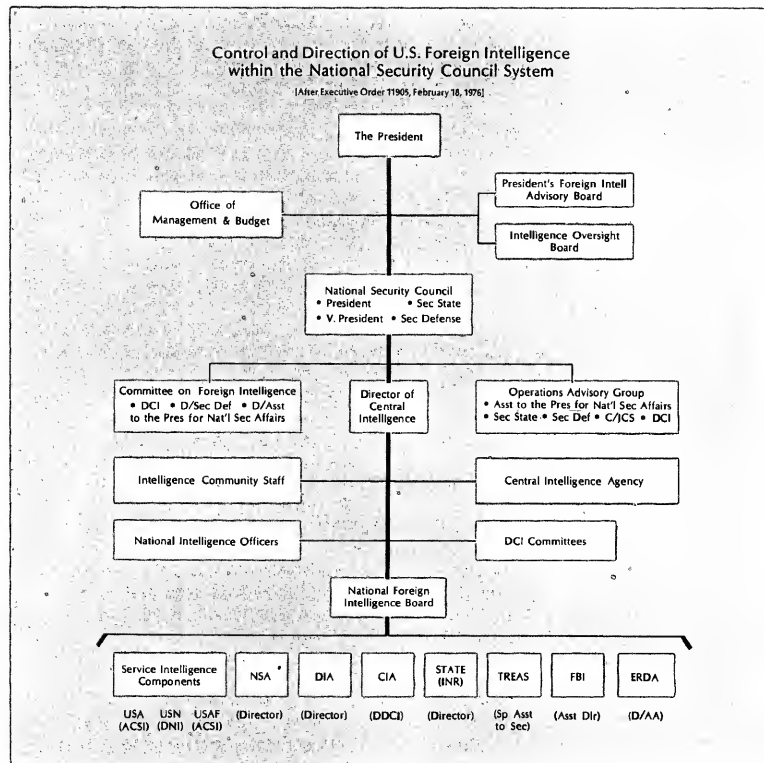 Control and Direction of U.S. Foreign Intelligence
within the National Security Council System
[After Executive Order 11905, February 18, 1976]
The President
Office of
Management & Budget
President's Foreign Intell
Advisory Board
Intelligence Oversight
Board
National Security Council
• President • Sec State
• V. President • Sec Defense
Committee on Foreign Intelligence
• DCI • D/Sec Def • D/Asst
to the Pres for Nat'l Sec Affairs
Director of
Central
Intelligence
Operations Advisory Group
• Asst to the Pres for Nat'l Sec Affairs
• Sec State • Sec Def • C/JCS • DCI
Intelligence Community Staff
Central Intelligence Agency
National Intelligence Officers
DCI Committees
National Foreign
Intelligence Board
Service Intelligence
Components
NSA
DIA
CIA
STATE
(INR)
TREAS
FBI
ERDA
USA USN USAF
(ACSI) (DNI) (ACSI)
(Director)
(Director)
(DDCI)
(Director)
(Sp Asst
to Sec)
(Asst Dir)
(D/AA)